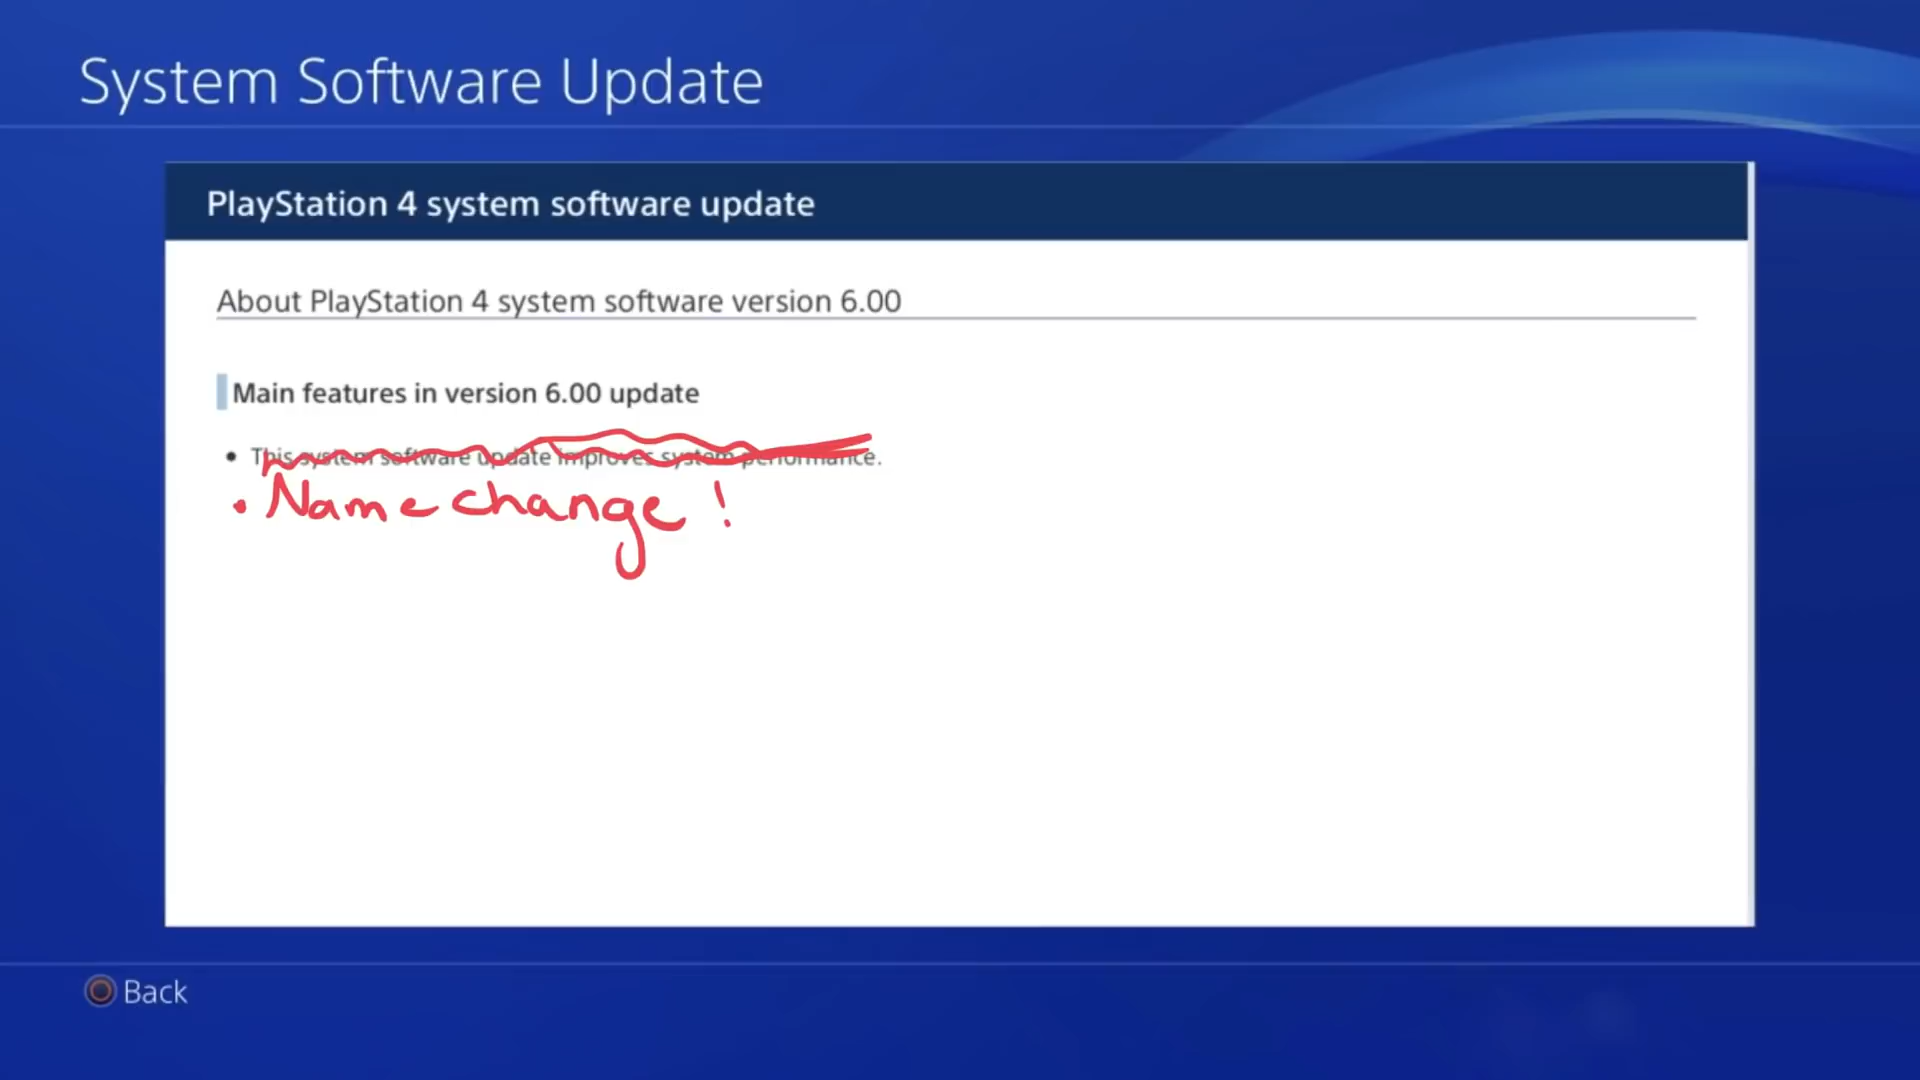 System Software Update
PlayStation 4 system software update
About PlayStation 4 system software version 6.00
Main features in version 6.00 update
• This system software update improves system performance.
• Name change!
Back